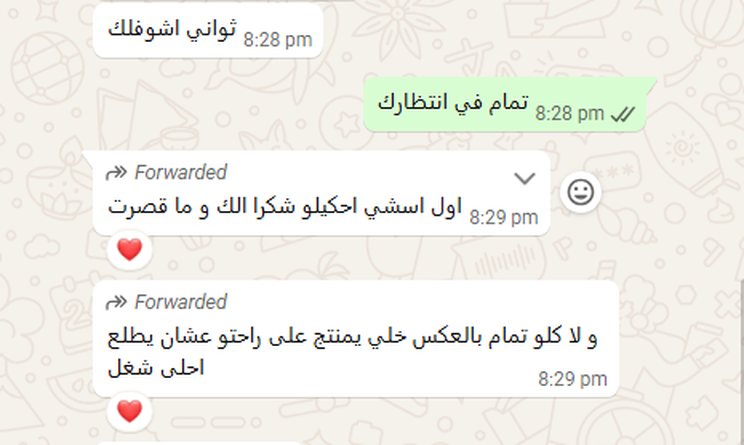 ثواني اشوفلك
8:28 pm
تمام في انتظارك
8:28 pm
Forwarded
اول اسشي احكيلو شكرا الك و ما قصرت
8:29 pm
Forwarded
و لا كلو تمام بالعكس خلي يمنتج على راحتو عشان يطلع
احلى شغل
8:29 pm